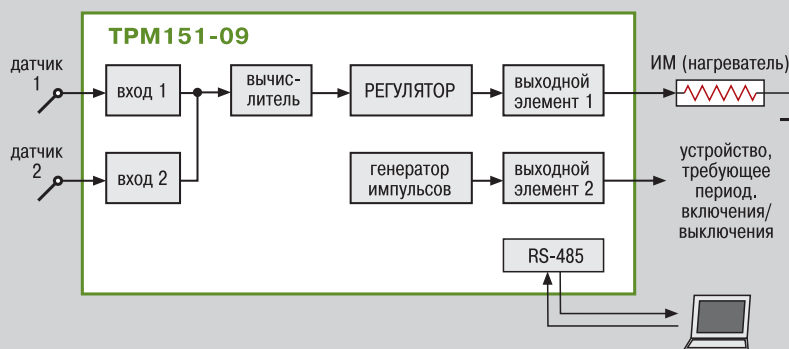 ТРМ151-09
датчик
1
вход 1
вычис-
литель
РЕГУЛЯТОР
выходной
элемент 1
ИМ (нагреватель)
датчик
2
вход 2
генератор
импульсов
выходной
элемент 2
устройство,
требующее
период.
включения/
выключения
RS-485